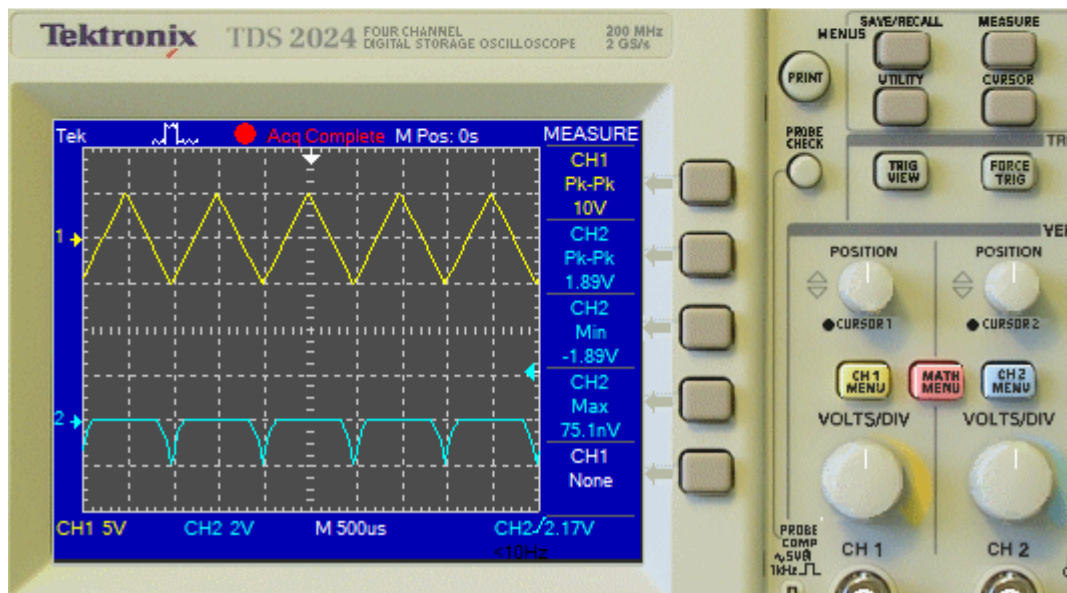 Tektronix TDS 2024 FOUR CHANNEL DIGITAL STORAGE OSCILLOSCOPE 200 MHz 2 GS/s
Tek Acq Complete M Pos: 0s MEASURE
CH1
Pk-Pk
10V
CH2
Pk-Pk
1.89V
CH2
Min
-1.89V
CH2
Max
75.1nV
CH1
None
1
2
CH1 5V CH2 2V M 500us CH2 2.17V
<10Hz
SAVE/RECALL MEASURE
MENUS
PRINT
UTILITY CURSOR
PROBE
CHECK
TRIG
VIEW
FORCE
TRIG
POSITION POSITION
CURSOR 1 CURSOR 2
CH 1
MENU
MATH
MENU
CH 2
MENU
VOLTS/DIV VOLTS/DIV
PROBE
COMP
~5V@
1kHz
CH 1 CH 2